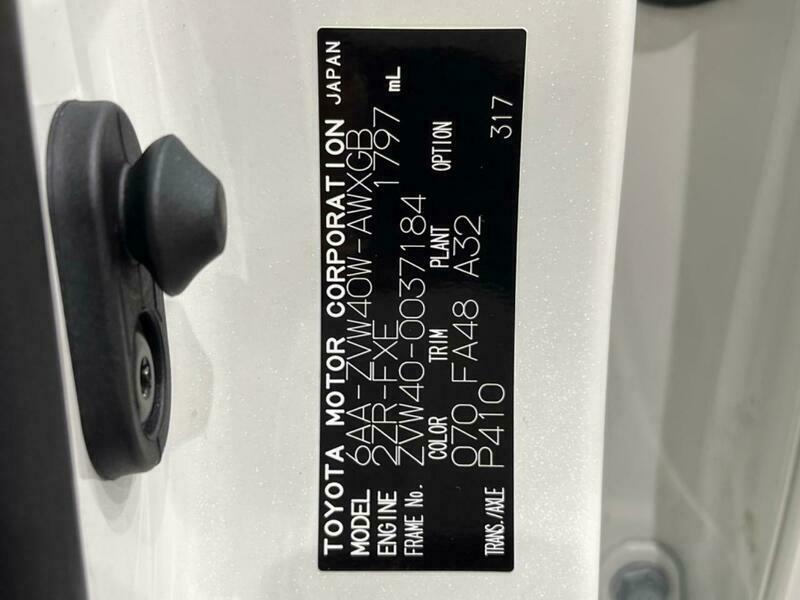 TOYOTA MOTOR CORPORATION JAPAN
MODEL 6AA-ZVW40W-AWXGB
ENGINE 2ZR-FXE 1797 mL
FRAME No. ZVW40-0037184
COLOR TRIM PLANT OPTION
070 FA48 A32
TRANS./AXLE P410 317